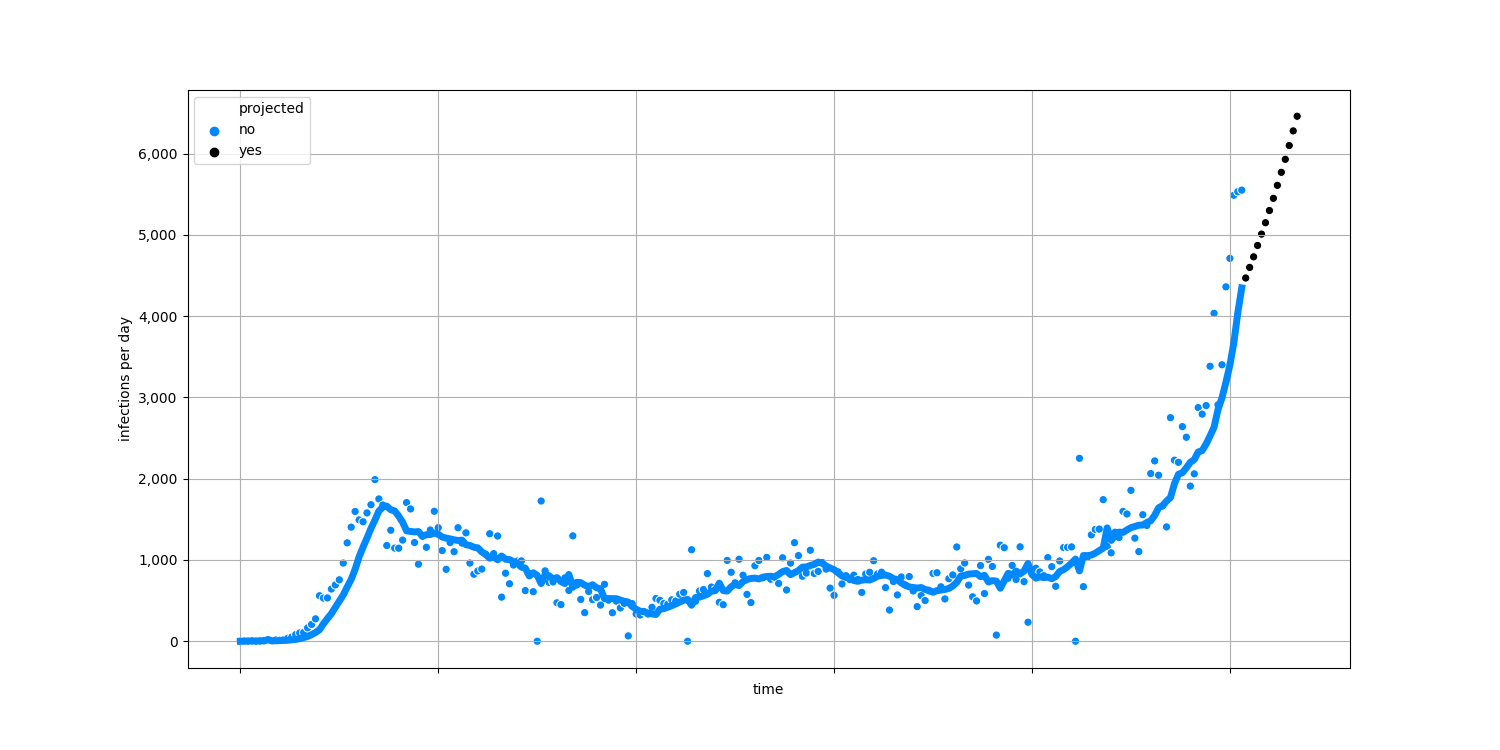 projected
no
yes
6,000
5,000
4,000
3,000
2,000
1,000
0
infections per day
time